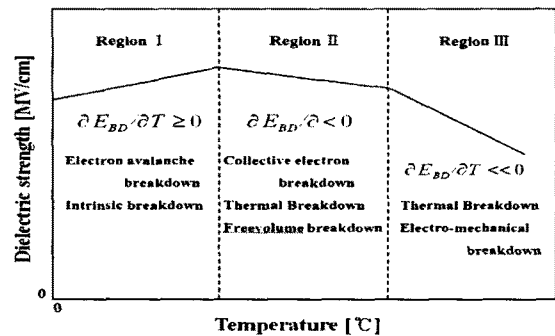 Dielectric strength [MV/cm]
Region I
Region II
Region III
∂E_BD/∂T ≥ 0
∂E_BD/∂ < 0
∂E_BD/∂T << 0
Electron avalanche
breakdown
Intrinsic breakdown
Collective electron
breakdown
Thermal Breakdown
Freevolume breakdown
Thermal Breakdown
Electro-mechanical
breakdown
0
0
Temperature [℃]